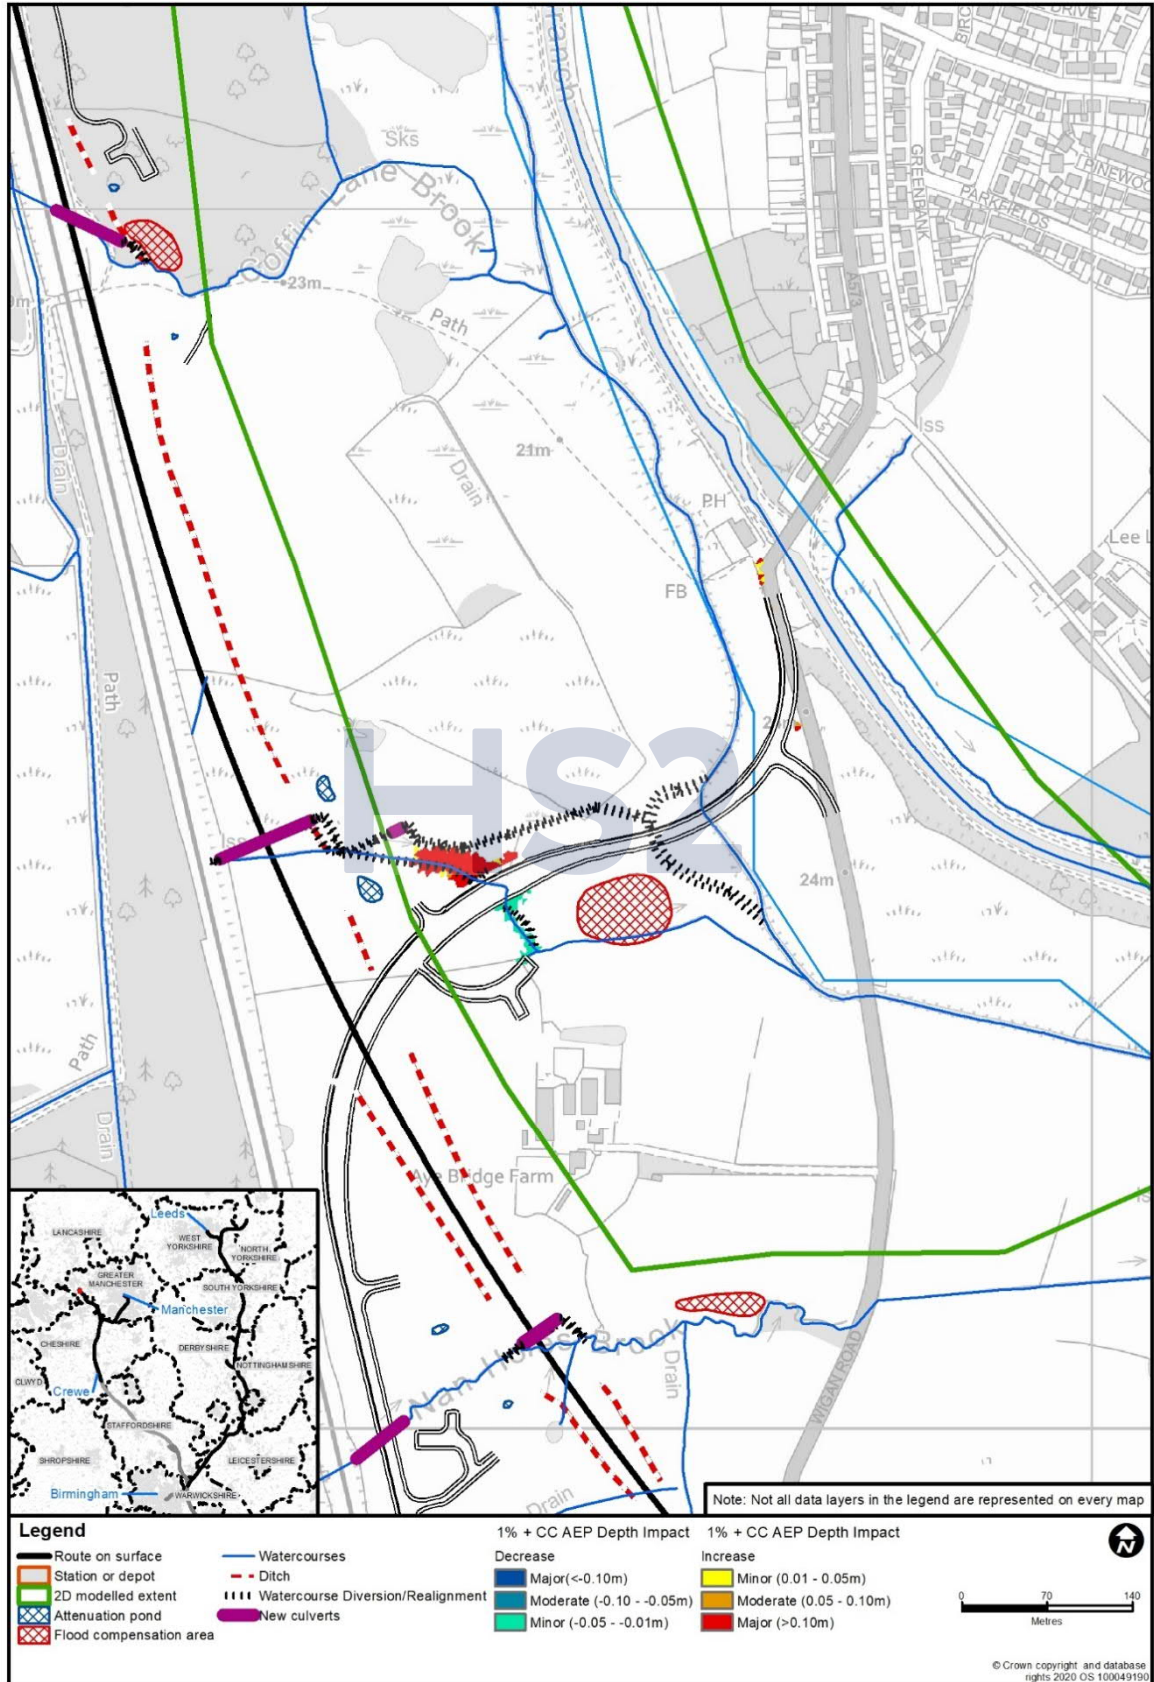 BIRC
DRIVE
Sks
Coffin Lane Brook
GREENBANK
PARKFIELDS
PINEWOO
23m
A573
Path
Iss
Drain
21m
Drain
PH
Lee L
FB
Path
HS2
Iss
24m
Path
Drain
Aye Bridge Farm
Nan Holes Brook
Drain
WIGAN ROAD
Drain
Leeds
LANCASHIRE
WEST
YORKSHIRE
NORTH
YORKSHIRE
GREATER
MANCHESTER
SOUTH YORKSHIRE
Manchester
CHESHIRE
DERBYSHIRE
NOTTINGHAMSHIRE
CLWYD
Crewe
STAFFORDSHIRE
SHROPSHIRE
LEICESTERSHIRE
Birmingham
WARWICKSHIRE
Note: Not all data layers in the legend are represented on every map
Legend
Route on surface
Station or depot
2D modelled extent
Attenuation pond
Flood compensation area
Watercourses
Ditch
Watercourse Diversion/Realignment
New culverts
1% + CC AEP Depth Impact
Decrease
Major(<-0.10m)
Moderate (-0.10 - -0.05m)
Minor (-0.05 - -0.01m)
1% + CC AEP Depth Impact
Increase
Minor (0.01 - 0.05m)
Moderate (0.05 - 0.10m)
Major (>0.10m)
N
0 70 140
Metres
© Crown copyright and database
rights 2020 OS 100049190